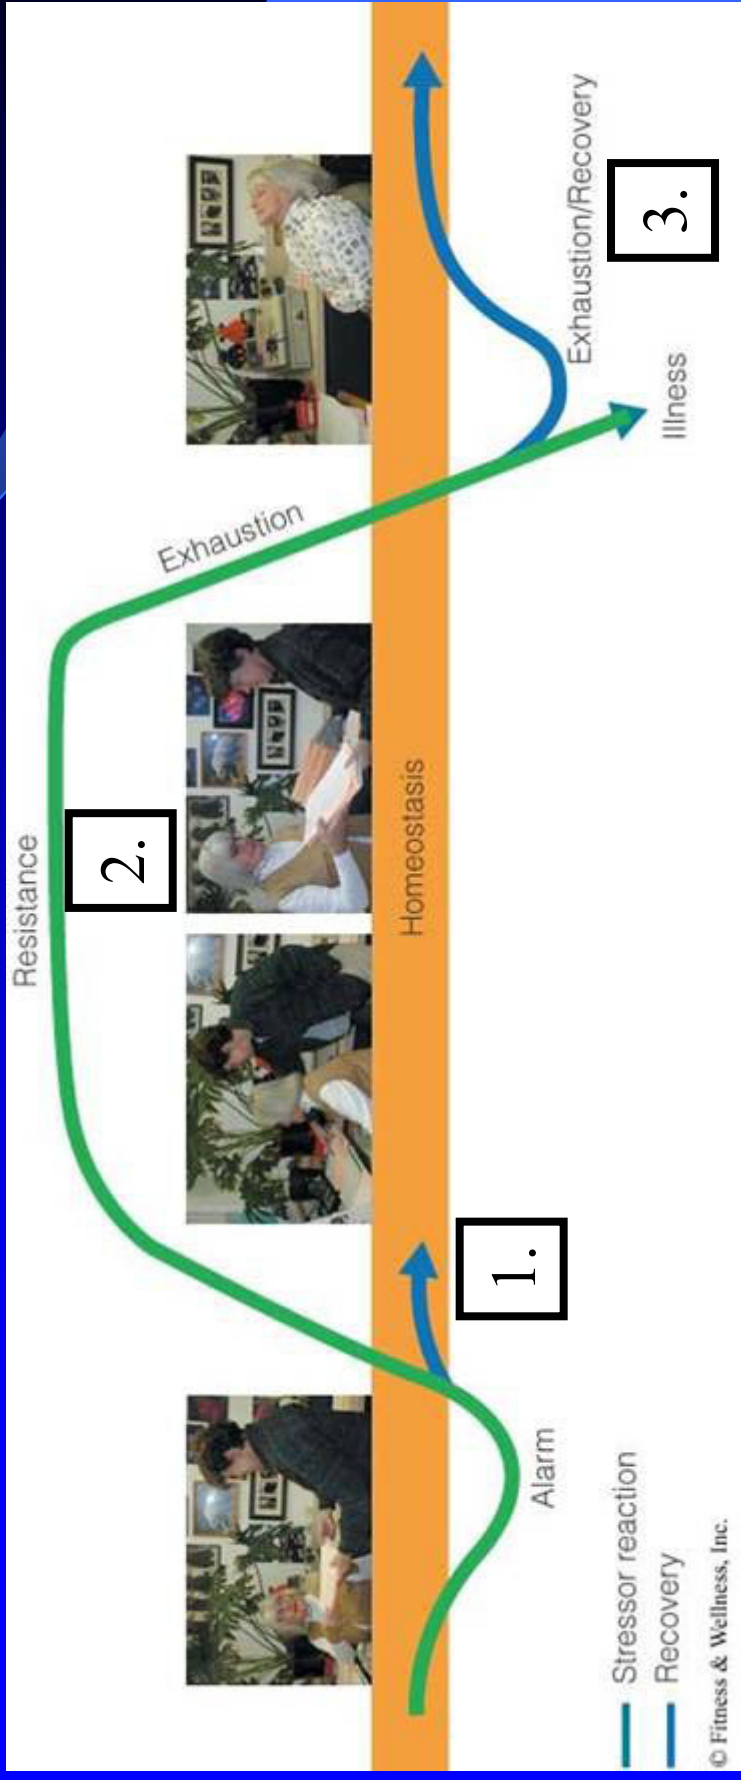 Resistance
2.
Exhaustion
Homeostasis
1.
Alarm
Exhaustion/Recovery
3.
Illness
Stressor reaction
Recovery
© Fitness & Wellness, Inc.